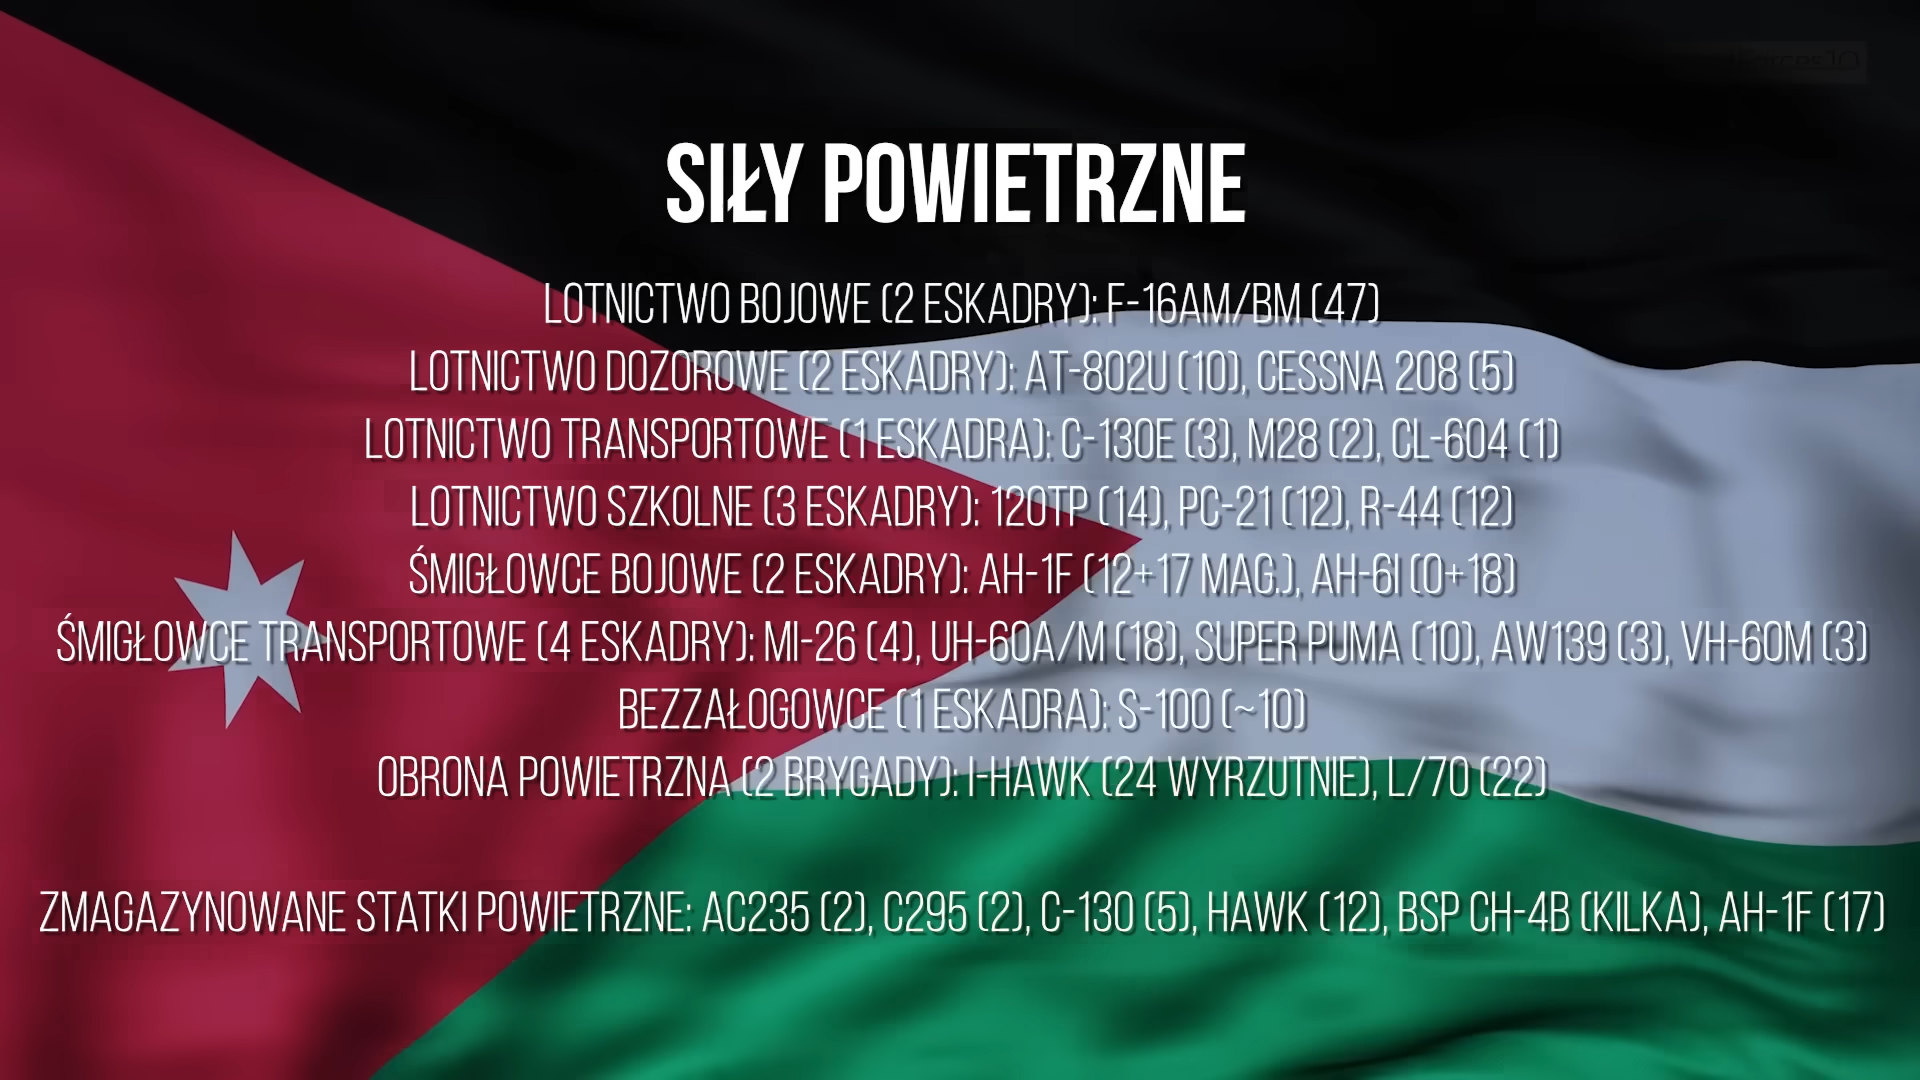 SIŁY POWIETRZNE
LOTNICTWO BOJOWE (2 ESKADRY): F-16AM/BM (47)
LOTNICTWO DOZOROWE (2 ESKADRY): AT-802U (10), CESSNA 208 (5)
LOTNICTWO TRANSPORTOWE (1 ESKADRA): C-130E (3), M28 (2), CL-604 (1)
LOTNICTWO SZKOLNE (3 ESKADRY): 120TP (14), PC-21 (12), R-44 (12)
ŚMIGŁOWCE BOJOWE (2 ESKADRY): AH-1F (12+17 MAG.), AH-6I (0+18)
ŚMIGŁOWCE TRANSPORTOWE (4 ESKADRY): MI-26 (4), UH-60A/M (18), SUPER PUMA (10), AW139 (3), VH-60M (3)
BEZZAŁOGOWCE (1 ESKADRA): S-100 (~10)
OBRONA POWIETRZNA (2 BRYGADY): I-HAWK (24 WYRZUTNIE), L/70 (22)
ZMAGAZYNOWANE STATKI POWIETRZNE: AC235 (2), C295 (2), C-130 (5), HAWK (12), BSP CH-4B (KILKA), AH-1F (17)